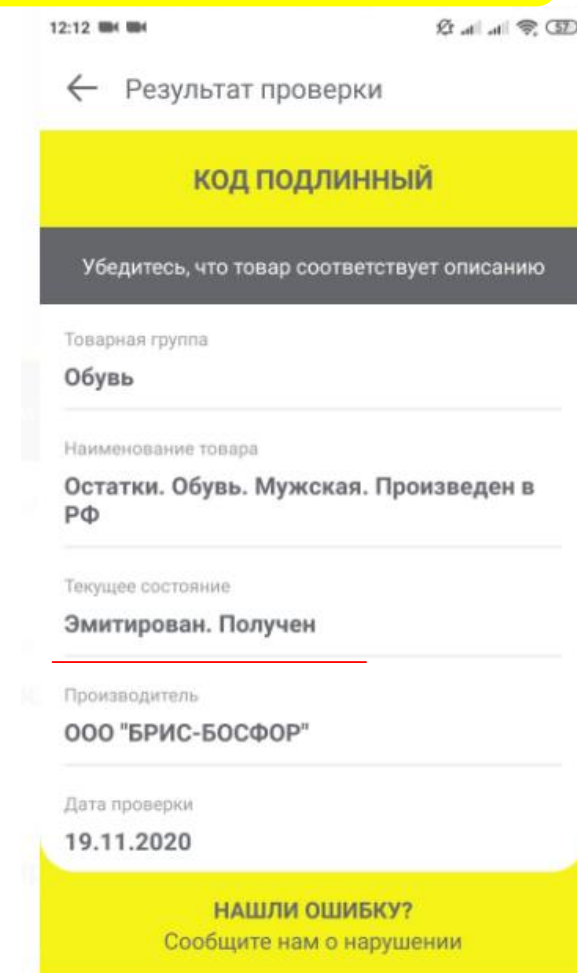 12:12
57
Результат проверки
КОД ПОДЛИННЫЙ
Убедитесь, что товар соответствует описанию
Товарная группа
Обувь
Наименование товара
Остатки. Обувь. Мужская. Произведен в
РФ
Текущее состояние
Эмитирован. Получен
Производитель
ООО "БРИС-БОСФОР"
Дата проверки
19.11.2020
НАШЛИ ОШИБКУ?
Сообщите нам о нарушении